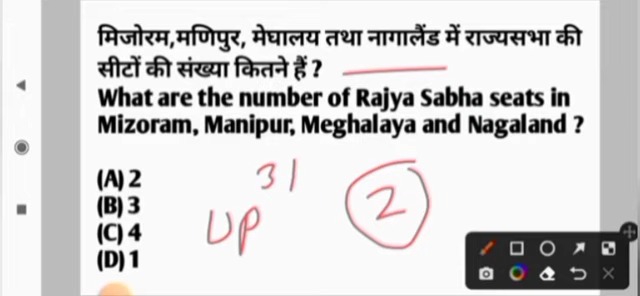 मिजोरम,मणिपुर, मेघालय तथा नागालैंड में राज्यसभा की
सीटों की संख्या कितने हैं ?
What are the number of Rajya Sabha seats in
Mizoram, Manipur, Meghalaya and Nagaland ?
(A) 2
(B) 3
(C) 4
(D) 1
31
UP
2